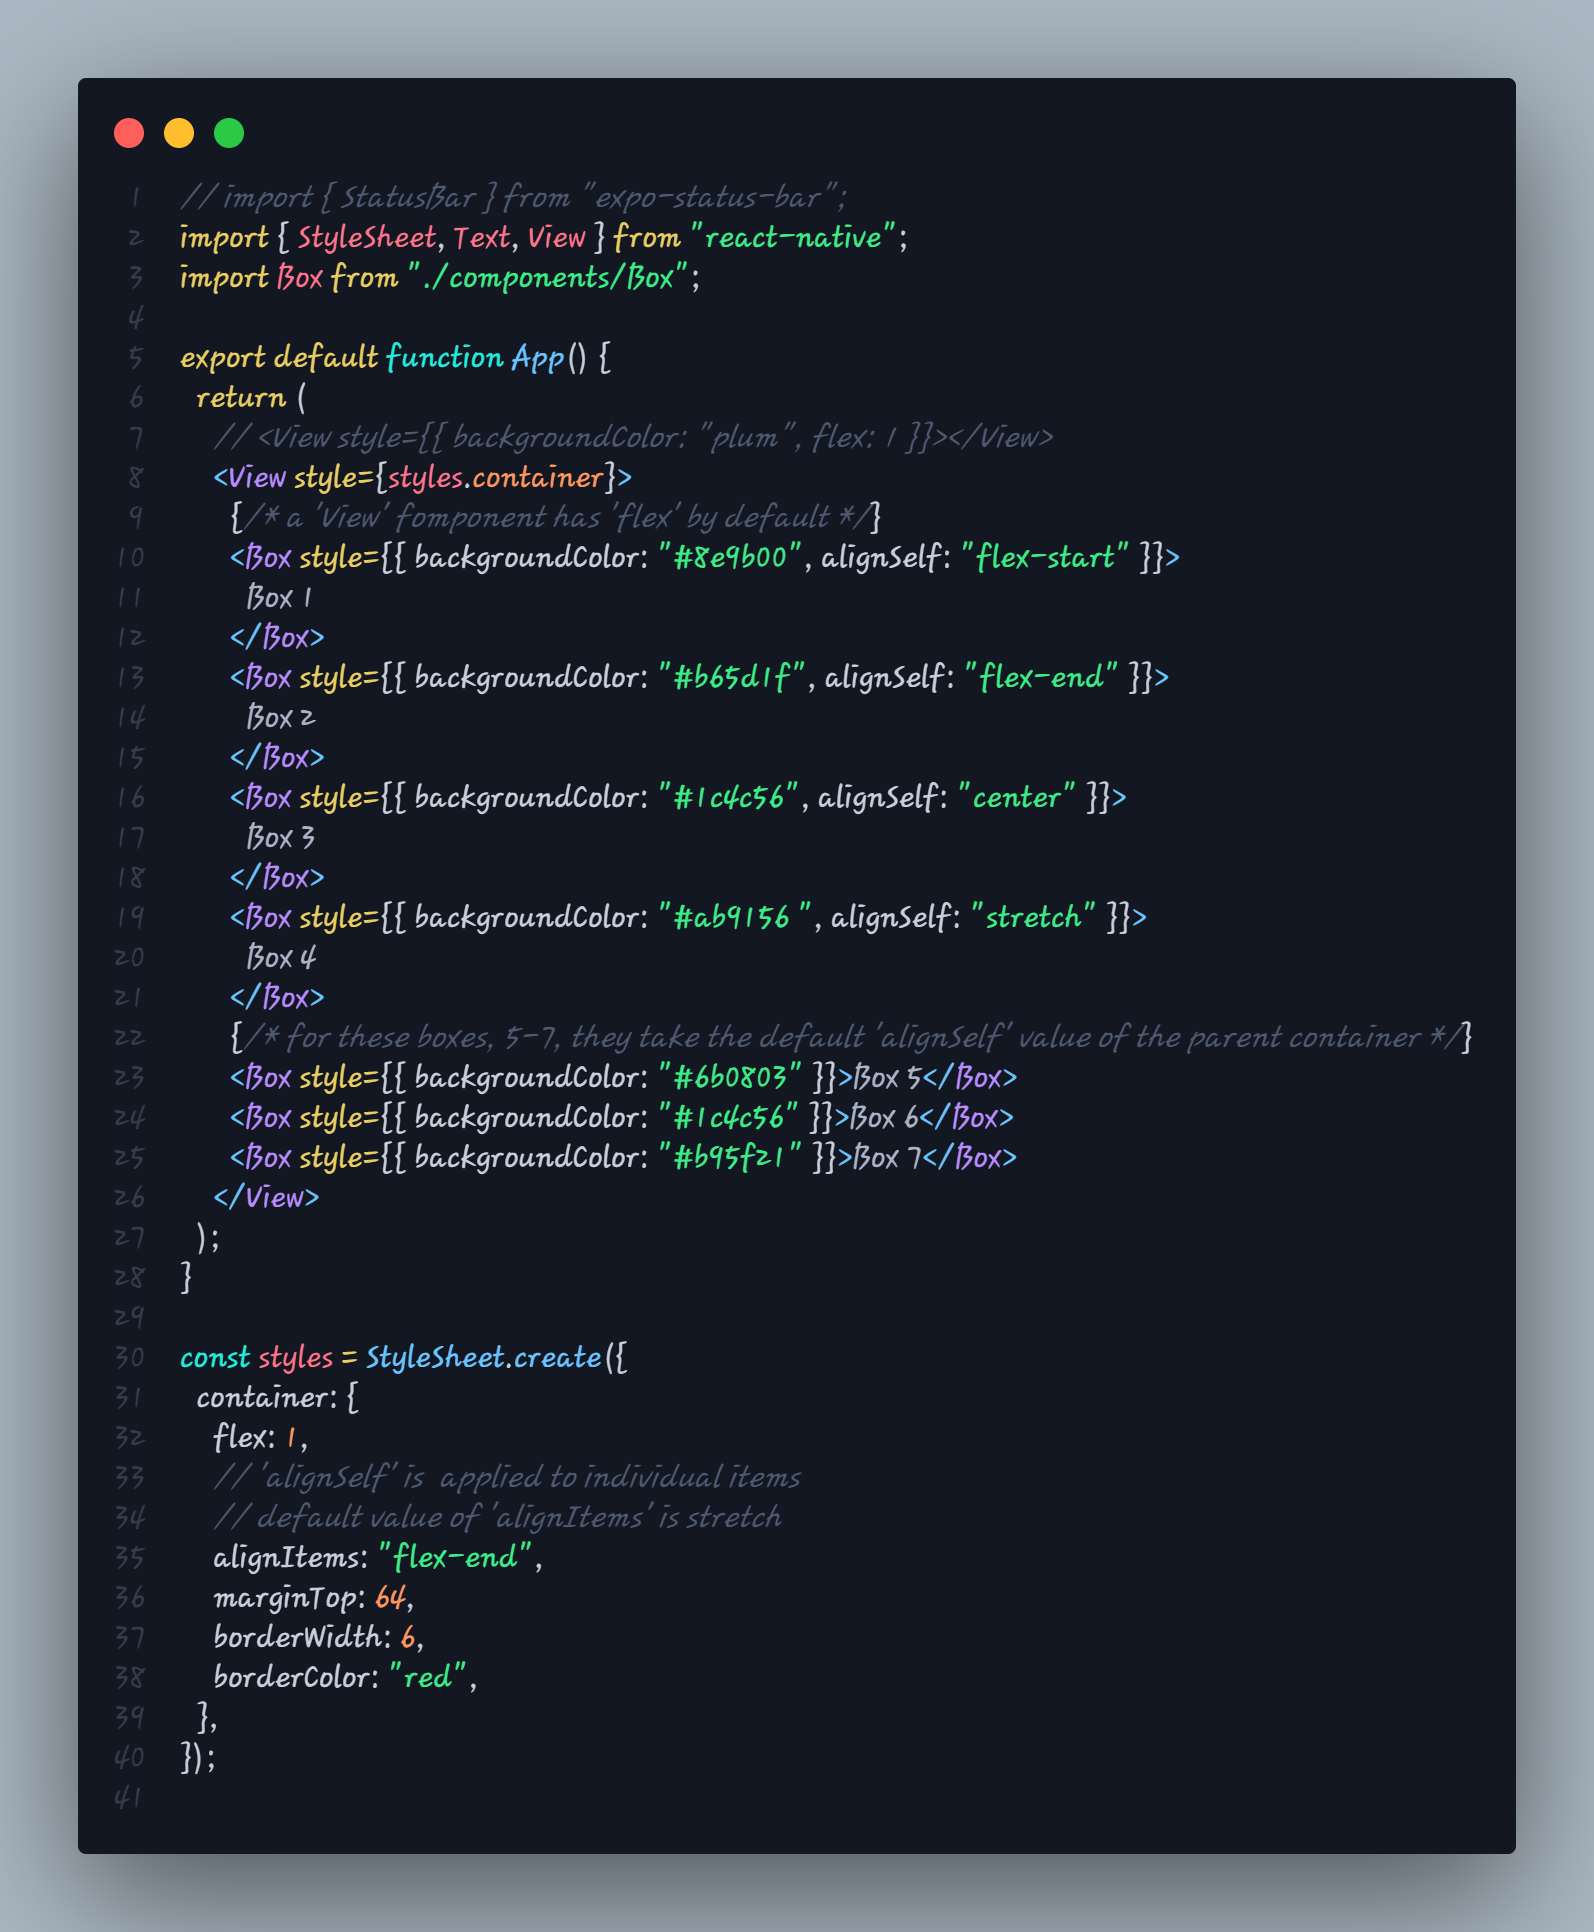 1 // import { StatusBar } from "expo-status-bar";
2 import { StyleSheet, Text, View } from "react-native";
3 import Box from "./components/Box";
4
5 export default function App() {
6   return (
7     // <View style={{ backgroundColor: "plum", flex: 1 }}></View>
8     <View style={styles.container}>
9       {/* a 'View' fomponent has 'flex' by default */}
10       <Box style={{ backgroundColor: "#8e9b00", alignSelf: "flex-start" }}>
11         Box 1
12       </Box>
13       <Box style={{ backgroundColor: "#b65d1f", alignSelf: "flex-end" }}>
14         Box 2
15       </Box>
16       <Box style={{ backgroundColor: "#1c4c56", alignSelf: "center" }}>
17         Box 3
18       </Box>
19       <Box style={{ backgroundColor: "#ab9156 ", alignSelf: "stretch" }}>
20         Box 4
21       </Box>
22       {/* for these boxes, 5-7, they take the default 'alignSelf' value of the parent container */}
23       <Box style={{ backgroundColor: "#6b0803" }}>Box 5</Box>
24       <Box style={{ backgroundColor: "#1c4c56" }}>Box 6</Box>
25       <Box style={{ backgroundColor: "#b95f21" }}>Box 7</Box>
26     </View>
27   );
28 }
29
30 const styles = StyleSheet.create({
31   container: {
32     flex: 1,
33     // 'alignSelf' is  applied to individual items
34     // default value of 'alignItems' is stretch
35     alignItems: "flex-end",
36     marginTop: 64,
37     borderWidth: 6,
38     borderColor: "red",
39   },
40 });
41